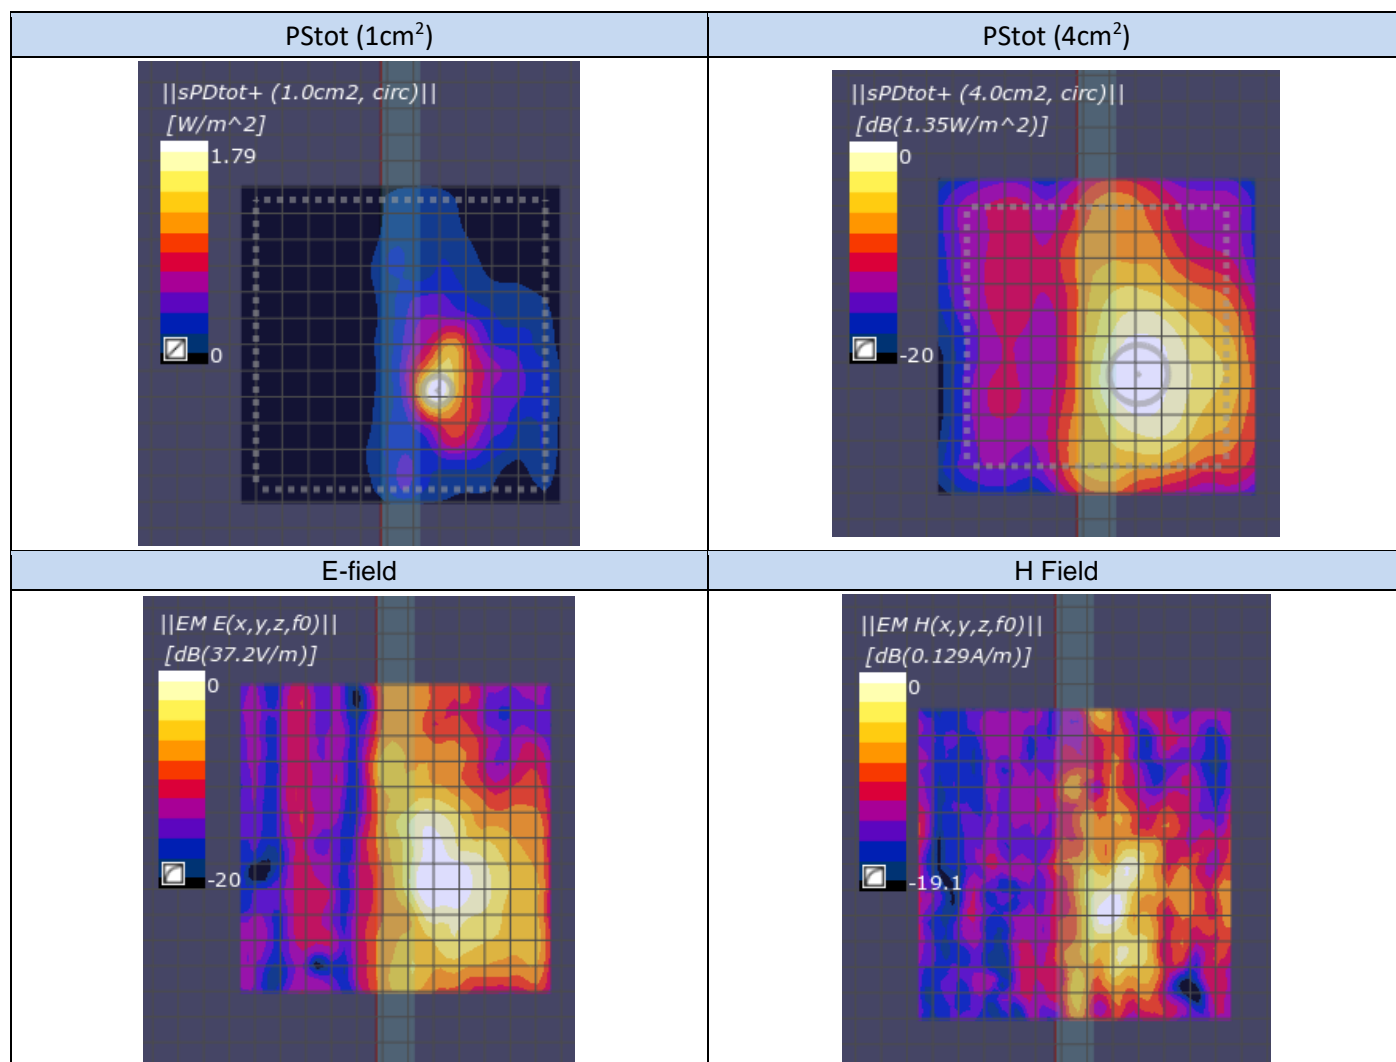 PStot (1cm²)
PStot (4cm²)
||sPDtot+ (1.0cm2, circ)||
[W/m^2]
1.79
0
||sPDtot+ (4.0cm2, circ)||
[dB(1.35W/m^2)]
0
-20
E-field
H Field
||EM E(x,y,z,f0)||
[dB(37.2V/m)]
0
-20
||EM H(x,y,z,f0)||
[dB(0.129A/m)]
0
-19.1